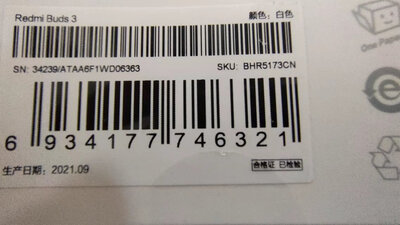 Redmi Buds 3 颜色：白色
SN: 34239/ATAA6F1WD06363 SKU: BHR5173CN
6 934177 746321
生产日期：2021.09 合格证 已检验
One Pape